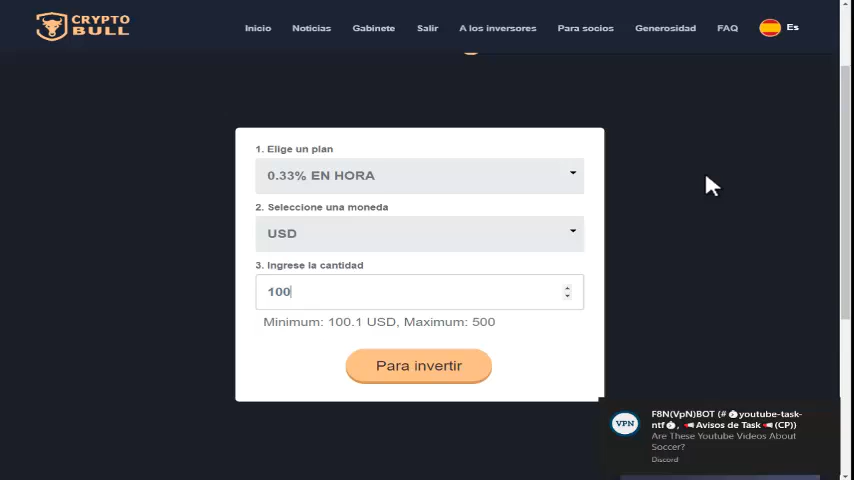 CRYPTO
BULL
Inicio Noticias Gabinete Salir A los inversores Para socios Generosidad FAQ Es
1. Elige un plan
0.33% EN HORA
2. Seleccione una moneda
USD
3. Ingrese la cantidad
100
Minimum: 100.1 USD, Maximum: 500
Para invertir
VPN
F8N(VpN)BOT (# youtube-task-
ntf , Avisos de Task (CP))
Are These Youtube Videos About
Soccer?
Discord